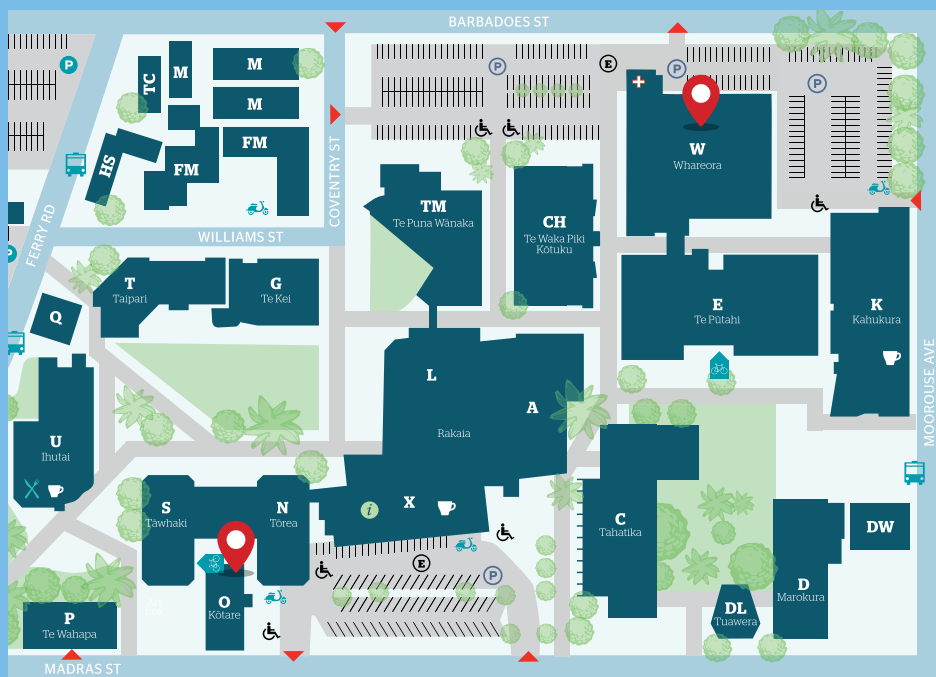 BARBADOES ST
P
TC
M
M
M
E
P
P
P
HS
FM
FM
COVENTRY ST
W
Whareora
FERRY RD
WILLIAMS ST
TM
Te Puna Wānaka
CH
Te Waka Piki
Kōtuku
P
T
Taipari
G
Te Kei
E
Te Pūtahi
K
Kahukura
Q
MOOROUSE AVE
L
A
Rakaia
U
Ihutai
S
Tāwhaki
N
Tōrea
i
X
C
Tahatika
DW
E
P
O
Kōtare
D
Marokura
DL
Tuawera
P
Te Wahapa
MADRAS ST